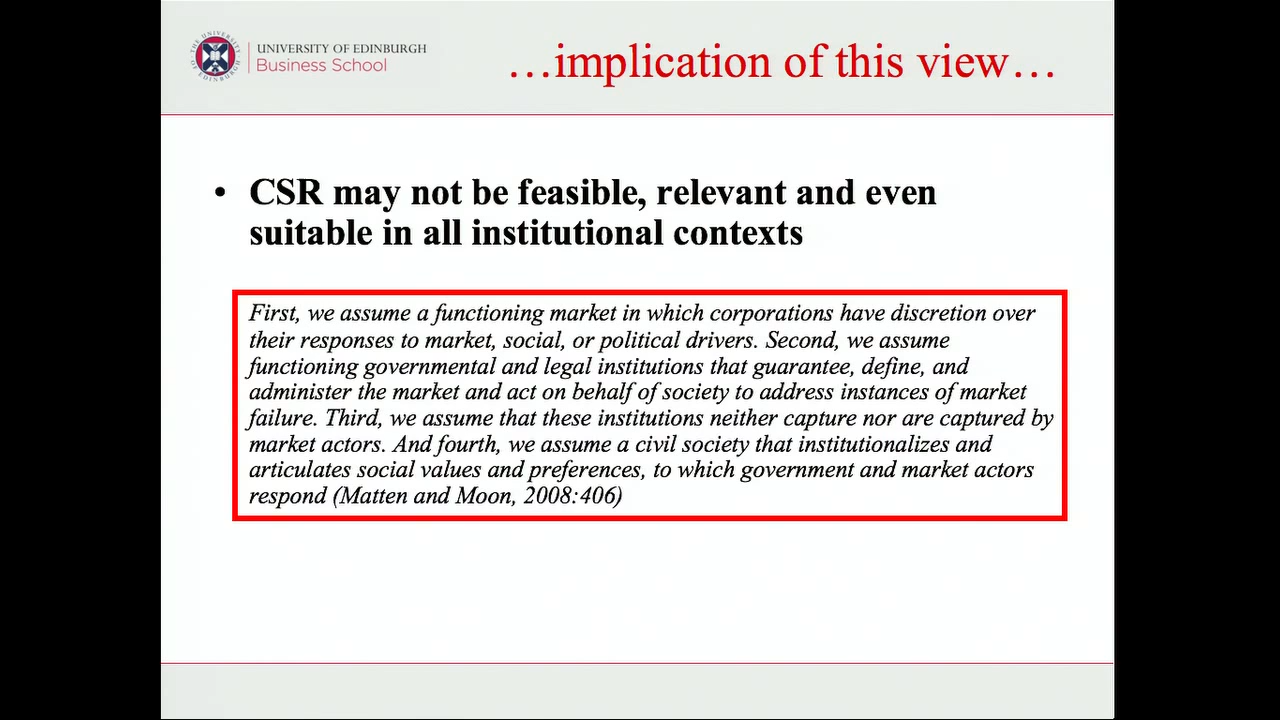 THE UNIVERSITY OF EDINBURGH
UNIVERSITY OF EDINBURGH
Business School
…implication of this view…
• CSR may not be feasible, relevant and even
suitable in all institutional contexts
First, we assume a functioning market in which corporations have discretion over
their responses to market, social, or political drivers. Second, we assume
functioning governmental and legal institutions that guarantee, define, and
administer the market and act on behalf of society to address instances of market
failure. Third, we assume that these institutions neither capture nor are captured by
market actors. And fourth, we assume a civil society that institutionalizes and
articulates social values and preferences, to which government and market actors
respond (Matten and Moon, 2008:406)